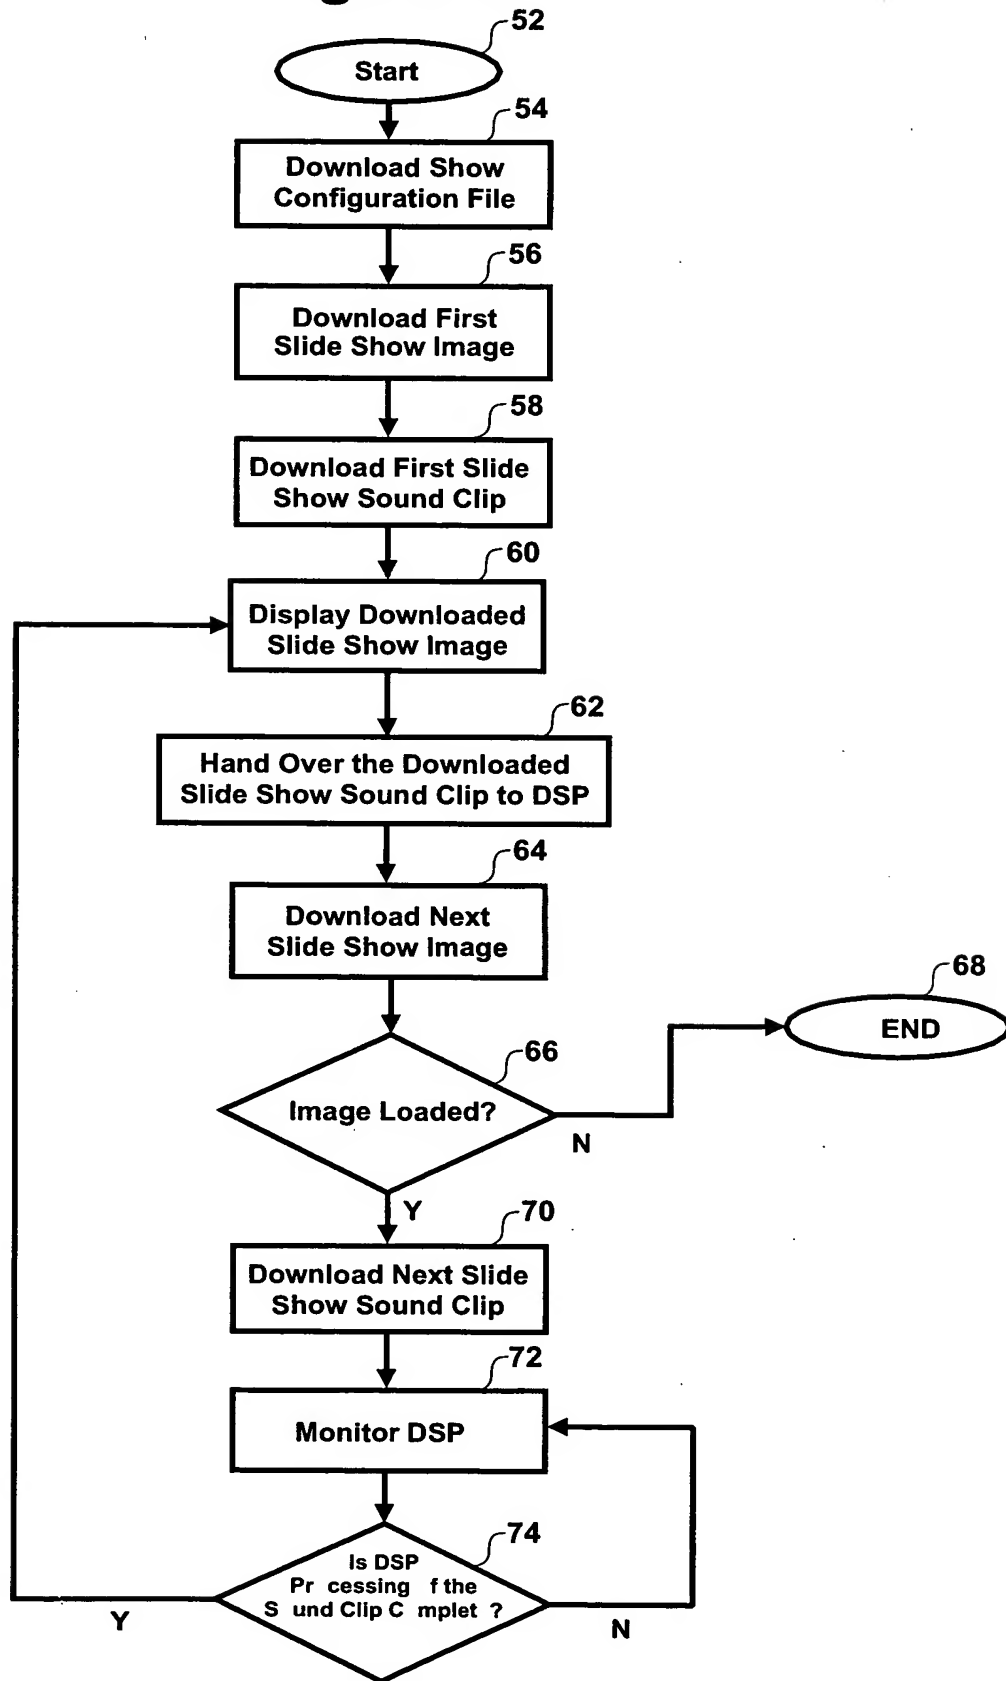 52
Start
54
Download Show
Configuration File
56
Download First
Slide Show Image
58
Download First Slide
Show Sound Clip
60
Display Downloaded
Slide Show Image
62
Hand Over the Downloaded
Slide Show Sound Clip to DSP
64
Download Next
Slide Show Image
68
END
66
Image Loaded?
N
Y
70
Download Next Slide
Show Sound Clip
72
Monitor DSP
74
Is DSP
Pr cessing f the
S und Clip C mplet ?
Y
N